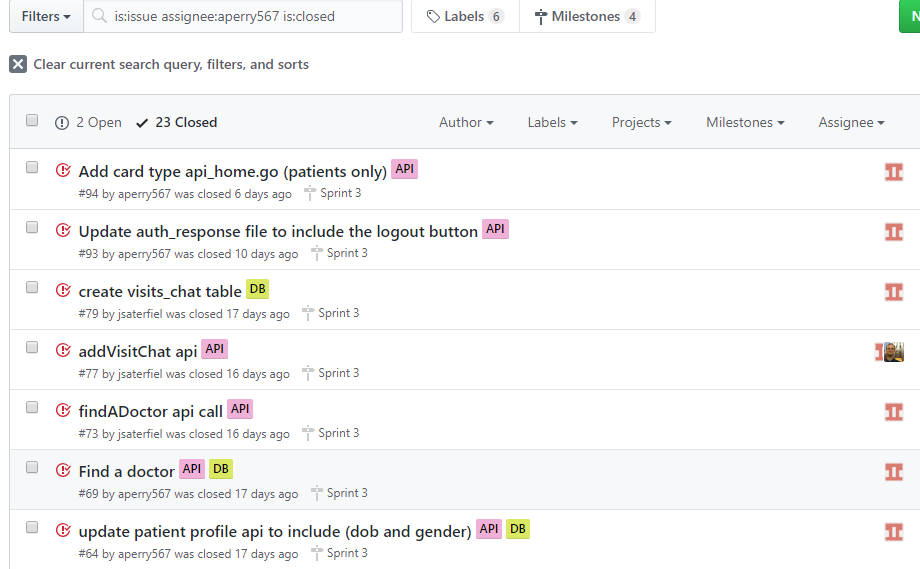 Filters is:issue assignee:aperry567 is:closed Labels 6 Milestones 4
Clear current search query, filters, and sorts
2 Open 23 Closed Author Labels Projects Milestones Assignee
Add card type api_home.go (patients only) API
#94 by aperry567 was closed 6 days ago Sprint 3
Update auth_response file to include the logout button API
#93 by aperry567 was closed 10 days ago Sprint 3
create visits_chat table DB
#79 by jsaterfiel was closed 17 days ago Sprint 3
addVisitChat api API
#77 by jsaterfiel was closed 16 days ago Sprint 3
findADoctor api call API
#73 by jsaterfiel was closed 16 days ago Sprint 3
Find a doctor API DB
#69 by aperry567 was closed 17 days ago Sprint 3
update patient profile api to include (dob and gender) API DB
#64 by aperry567 was closed 17 days ago Sprint 3